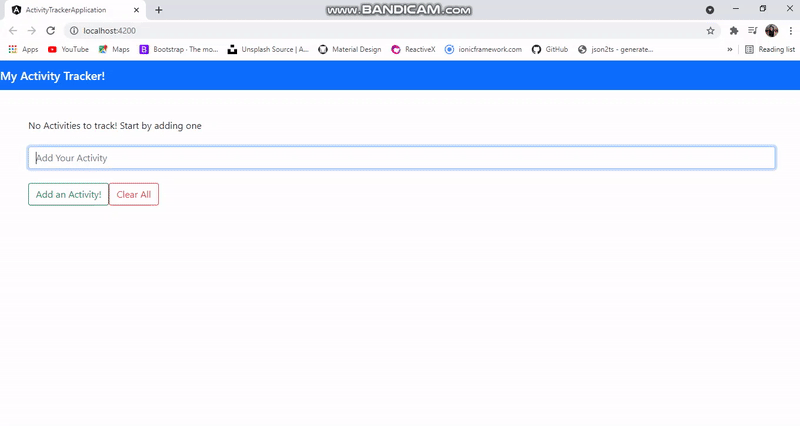 ActivityTrackerApplication
www.BANDICAM.com
localhost:4200
Apps YouTube Maps Bootstrap · The mo... Unsplash Source | A... Material Design ReactiveX ionicframework.com GitHub json2ts - generate... » Reading list
My Activity Tracker!
No Activities to track! Start by adding one
Add Your Activity
Add an Activity! Clear All